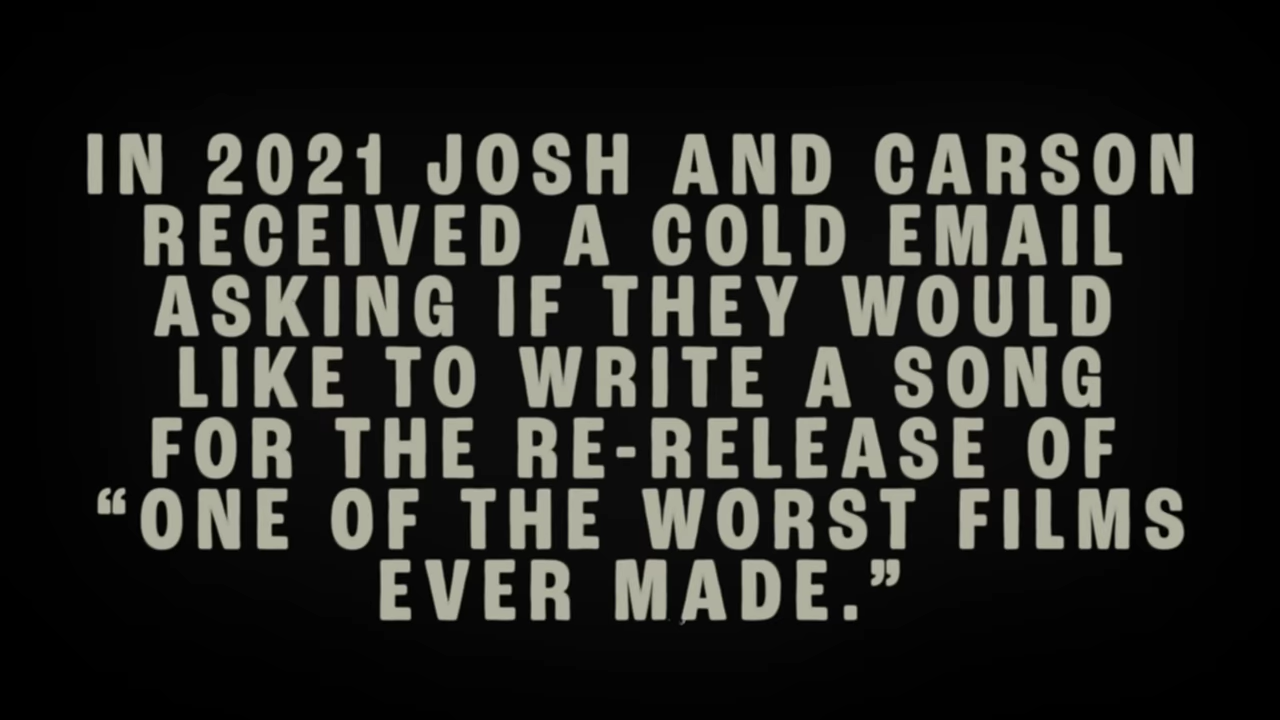 IN 2021 JOSH AND CARSON
RECEIVED A COLD EMAIL
ASKING IF THEY WOULD
LIKE TO WRITE A SONG
FOR THE RE-RELEASE OF
“ONE OF THE WORST FILMS
EVER MADE.”